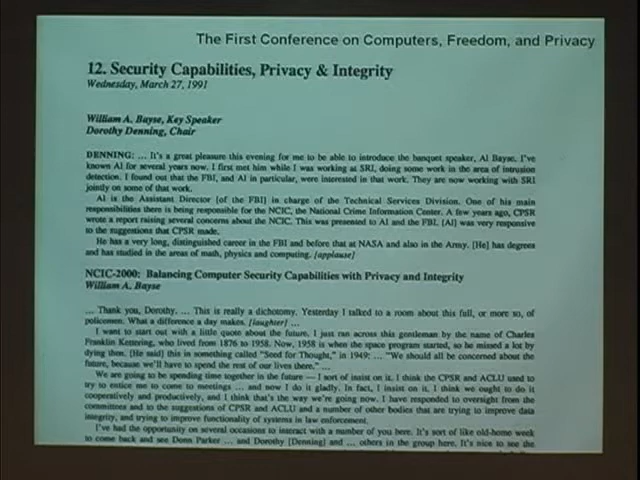 The First Conference on Computers, Freedom, and Privacy
12. Security Capabilities, Privacy & Integrity
Wednesday, March 27, 1991
William A. Bayse, Key Speaker
Dorothy Denning, Chair
DENNING: ... It's a great pleasure this evening for me to be able to introduce the banquet speaker, Al Bayse. I've
known Al for several years now. I first met him while I was working at SRI, doing some work in the area of intrusion
detection. I found out that the FBI, and Al in particular, were interested in that work. They are now working with SRI
jointly on some of that work.
Al is the Assistant Director [of the FBI] in charge of the Technical Services Division. One of his main
responsibilities there is being responsible for the NCIC, the National Crime Information Center. A few years ago, CPSR
wrote a report raising several concerns about the NCIC. This was presented to Al and the FBI. [Al] was very responsive
to the suggestions that CPSR made.
He has a very long, distinguished career in the FBI and before that at NASA and also in the Army. [He] has degrees
and has studied in the areas of math, physics and computing. [applause]
NCIC-2000: Balancing Computer Security Capabilities with Privacy and Integrity
William A. Bayse
... Thank you, Dorothy. ... This is really a dichotomy. Yesterday I talked to a room about this full, or more so, of
policemen. What a difference a day makes. [laughter] ...
I want to start out with a little quote about the future. I just ran across this gentleman by the name of Charles
Franklin Kettering, who lived from 1876 to 1958. Now, 1958 is when the space program started, so he missed a lot by
dying then. [He said] this in something called "Seed for Thought," in 1949: ... "We should all be concerned about the
future, because we'll have to spend the rest of our lives there." ...
We are going to be spending time together in the future — I sort of insist on it. I think the CPSR and ACLU used to
try to entice me to come to meetings ... and now I do it gladly. In fact, I insist on it. I think we ought to do it
cooperatively and productively, and I think that's the way we're going now. I have responded to oversight from the
committees and to the suggestions of CPSR and ACLU and a number of other bodies that are trying to improve data
integrity, and trying to improve functionality of systems in law enforcement.
I've had the opportunity on several occasions to interact with a number of you here. It's sort of like old-home week
to come back and see Donn Parker ... and Dorothy [Denning] and ... others in the group here. It's nice to see the